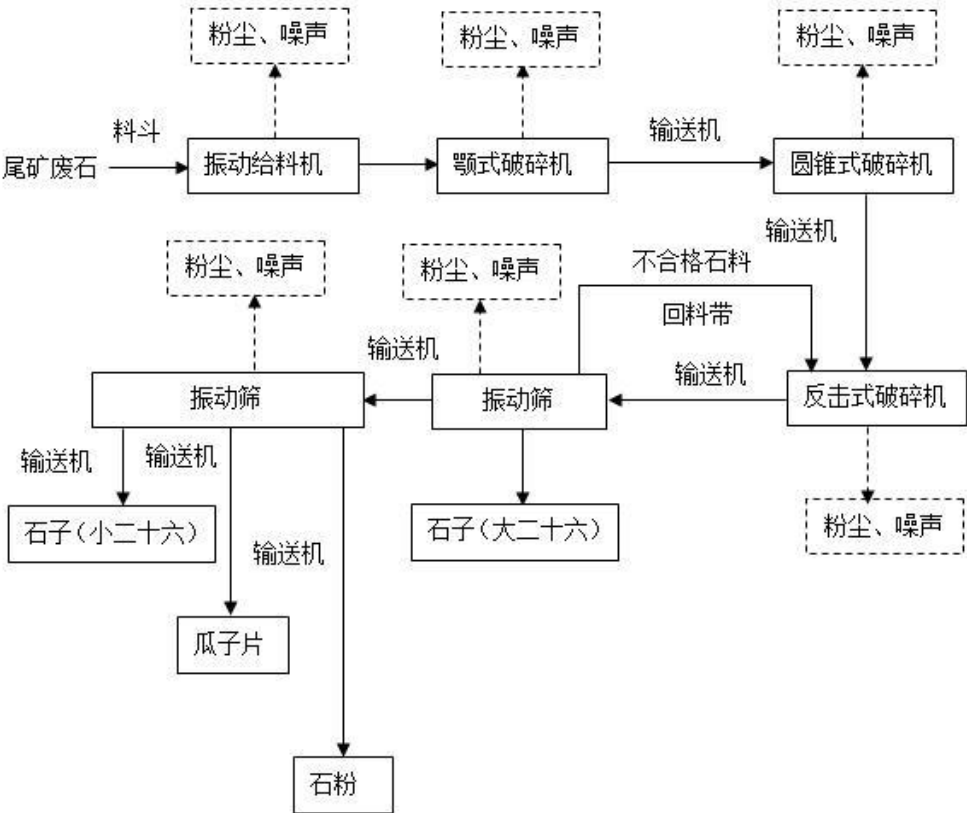 粉尘、噪声
粉尘、噪声
粉尘、噪声
料斗
输送机
尾矿废石
振动给料机
颚式破碎机
圆锥式破碎机
输送机
粉尘、噪声
粉尘、噪声
不合格石料
回料带
输送机
输送机
振动筛
振动筛
反击式破碎机
输送机
输送机
石子(小二十六)
石子(大二十六)
粉尘、噪声
输送机
瓜子片
石粉